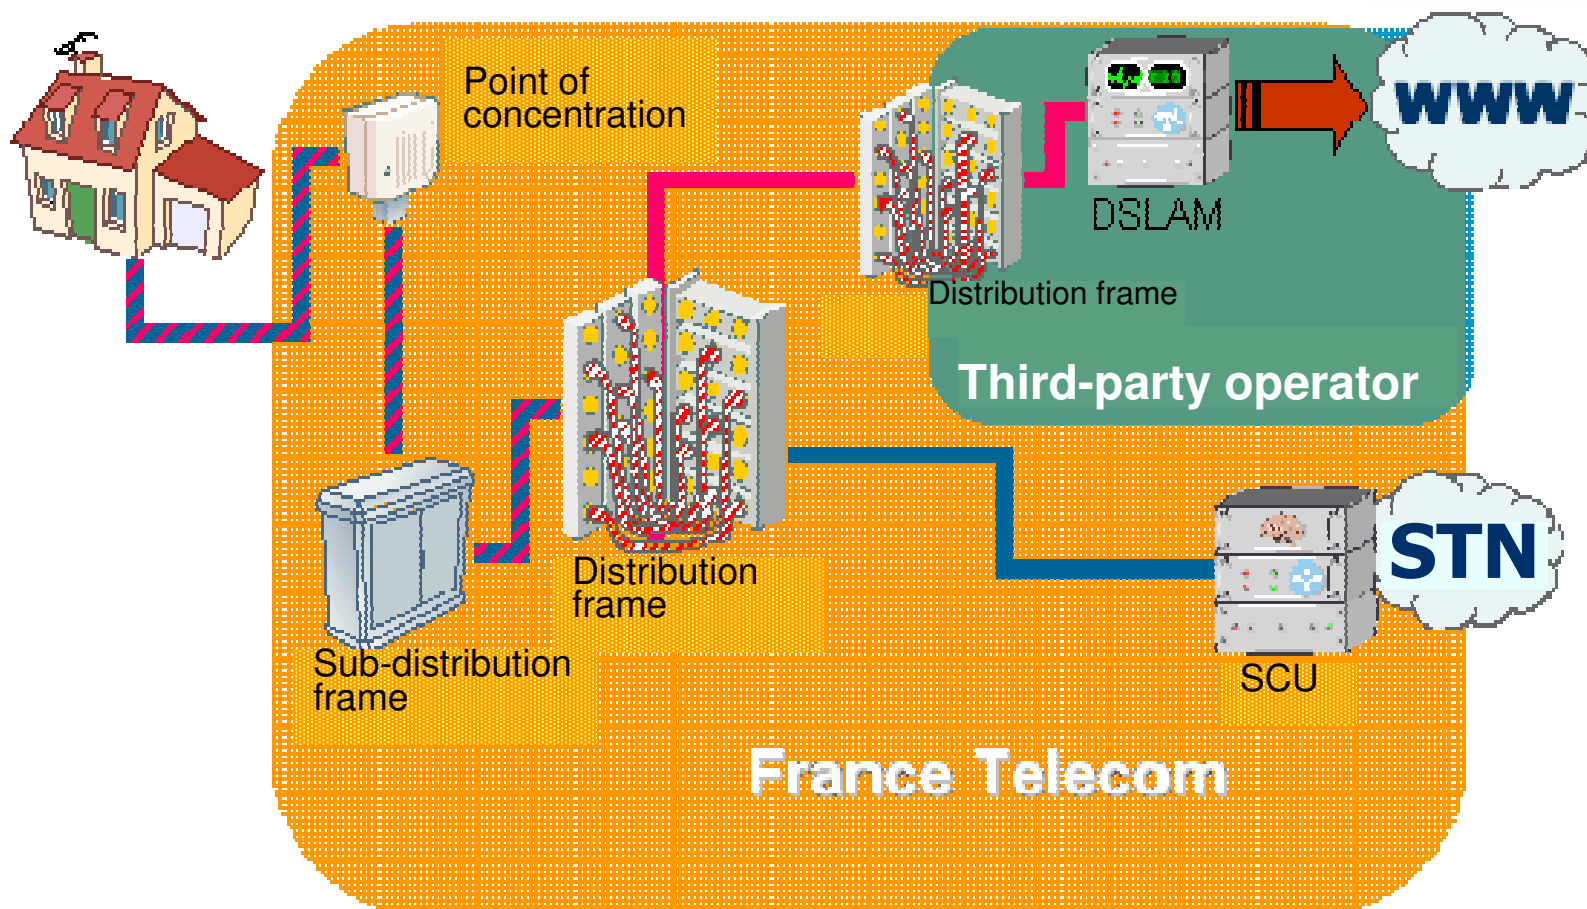 Point of
concentration
WWW
DSLAM
Distribution frame
Third-party operator
STN
Distribution
frame
Sub-distribution
frame
SCU
France Telecom